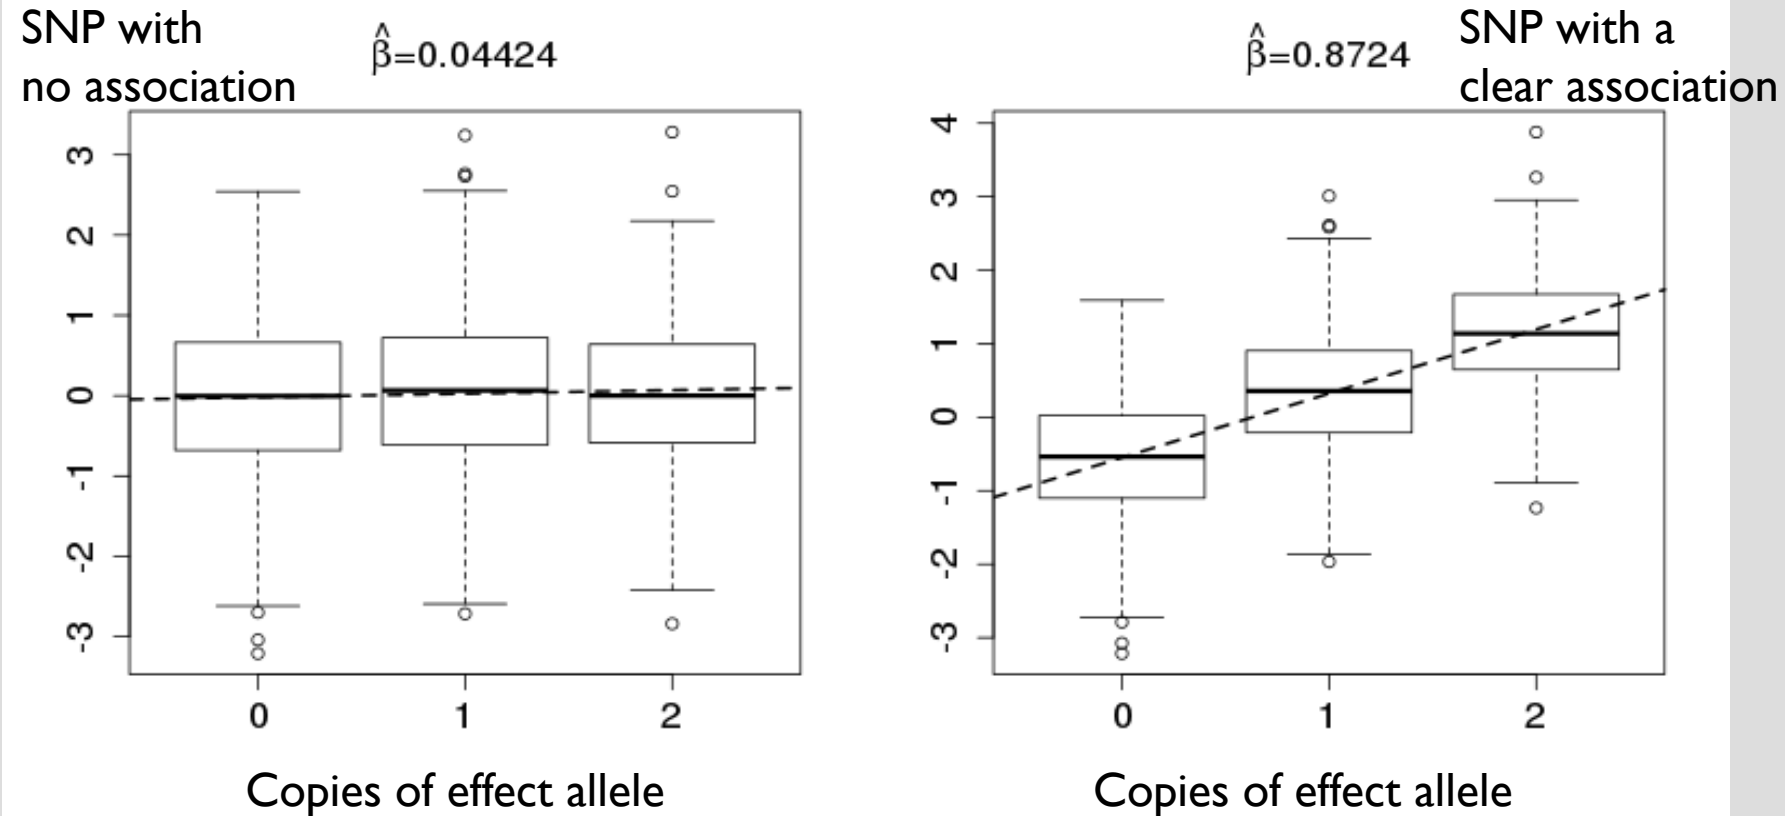 SNP with
no association
β̂=0.04424
3
2
1
0
-1
-2
-3
0 1 2
Copies of effect allele
SNP with a
clear association
β̂=0.8724
4
3
2
1
0
-1
-2
-3
0 1 2
Copies of effect allele